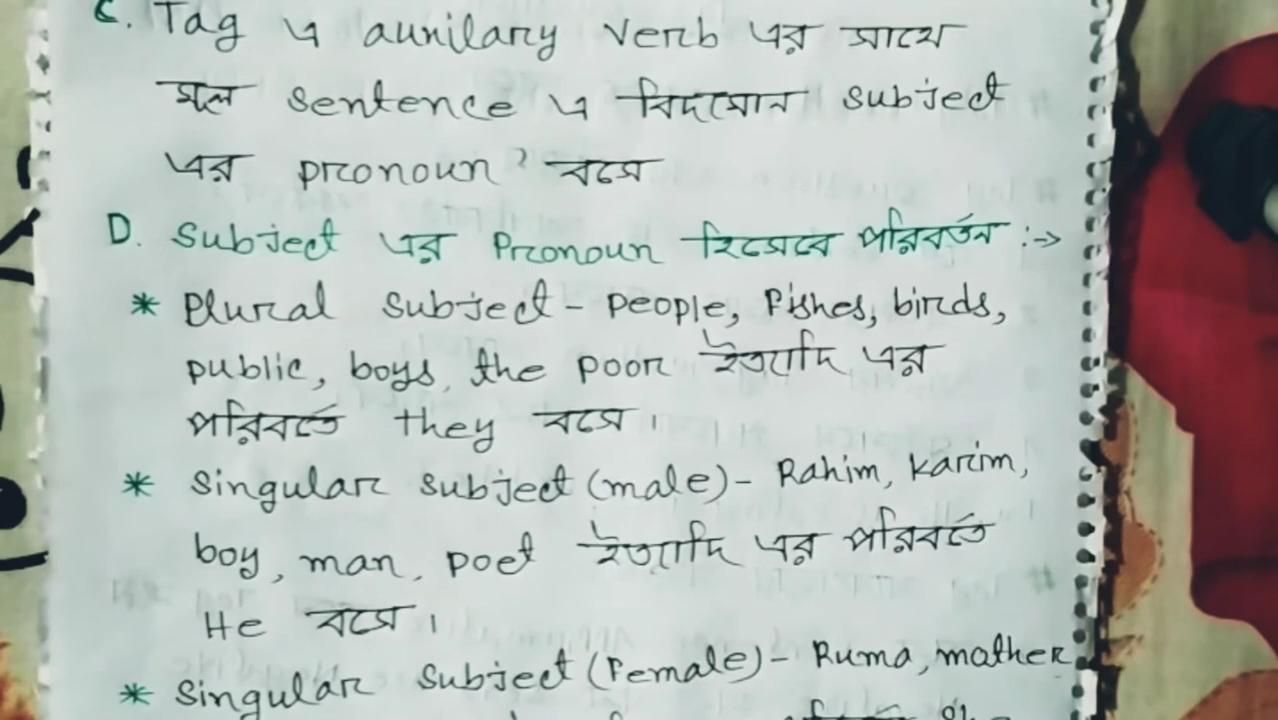 C. Tag এ aunilary verb এর সাথে
মূল sentence এ বিদ্যমান subject
এর pronoun বসে
D. Subject এর Pronoun হিসেবে পরিবর্তন :->
* Plural subject - people, Fishes, birds,
public, boys, the poor ইত্যাদি এর
পরিবর্তে they বসে।
* Singular subject (male) - Rahim, Karim,
boy, man, poet ইত্যাদি এর পরিবর্তে
He বসে।
* Singular subject (Female) - Ruma, mother